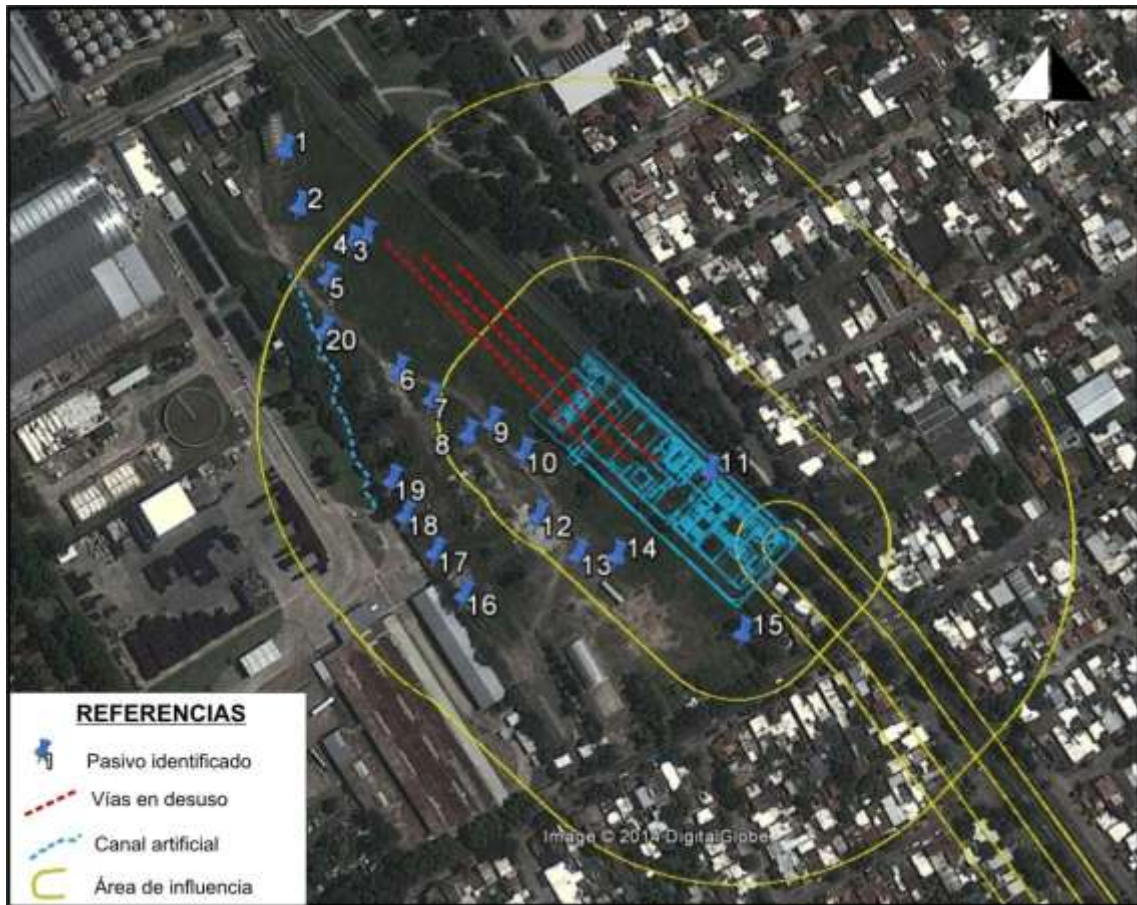 N
1
2
4
3
5
20
6
7
8
9
10
11
19
12
18
17
13
14
16
15
REFERENCIAS
Pasivo identificado
Vías en desuso
Canal artificial
Área de influencia
Image © 2014 DigitalGlobe